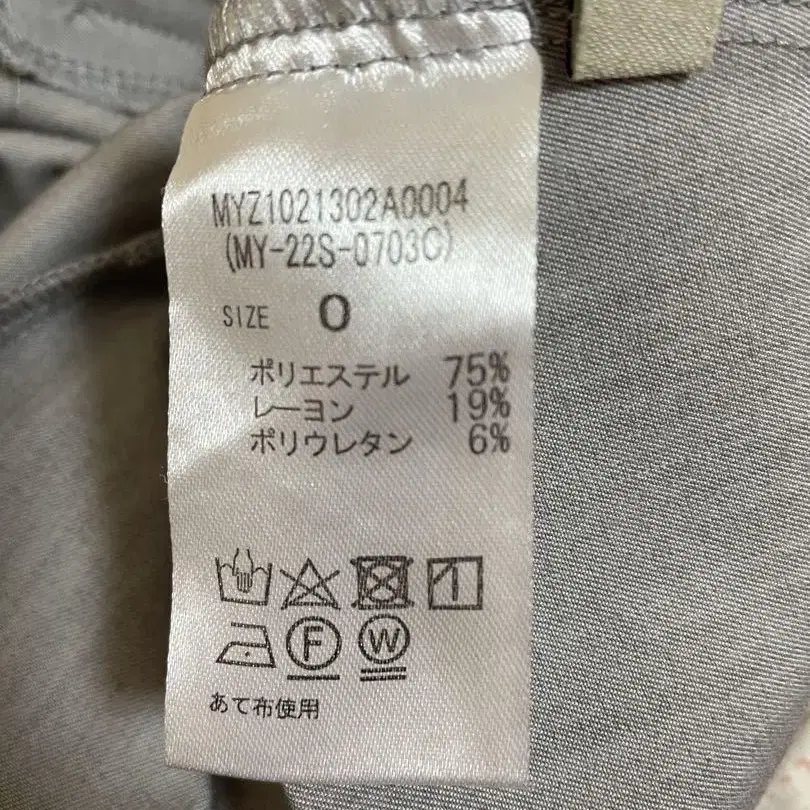 MYZ1021302A0004
(MY-22S-0703C)
SIZE 0
ポリエステル 75%
レーヨン 19%
ポリウレタン 6%
F W
あて布使用